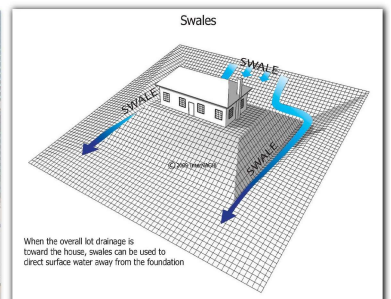 Swales
SWALE
SWALE
SWALE
© 2009 InterNACHI
When the overall lot drainage is
toward the house, swales can be used to
direct surface water away from the foundation